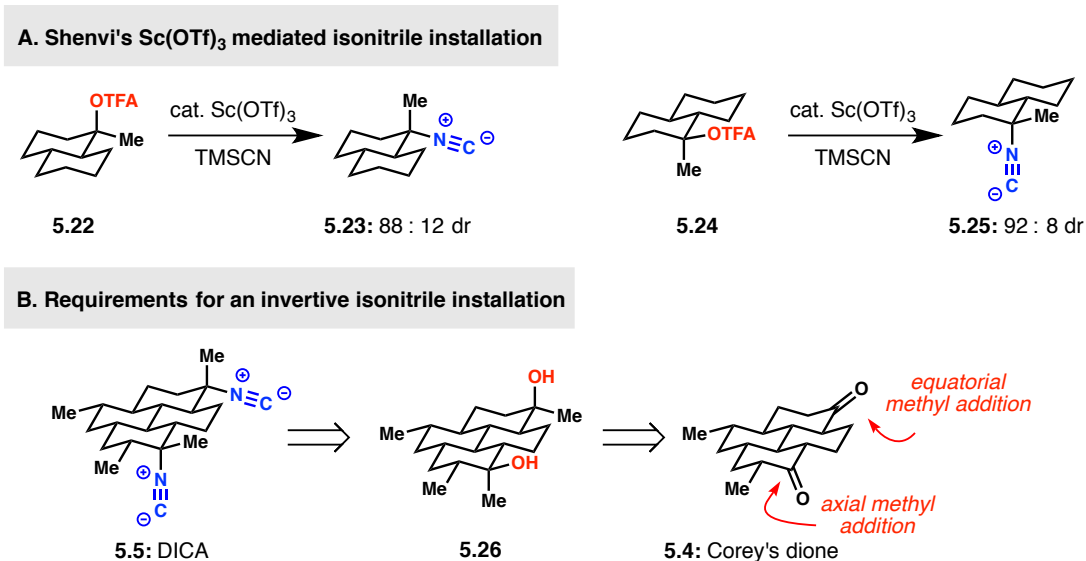 A. Shenvi's Sc(OTf)₃ mediated isonitrile installation
OTFA
Me
cat. Sc(OTf)₃
TMSCN
Me
⊕
N≡C
⊖
5.22
5.23: 88 : 12 dr
OTFA
Me
cat. Sc(OTf)₃
TMSCN
Me
⊕
N
C
⊖
5.24
5.25: 92 : 8 dr
B. Requirements for an invertive isonitrile installation
Me
⊕
N≡C
⊖
Me
Me
Me
⊕
N
C
⊖
5.5: DICA
OH
Me
Me
OH
Me
Me
5.26
O
equatorial
methyl addition
Me
Me
O
axial methyl
addition
5.4: Corey's dione